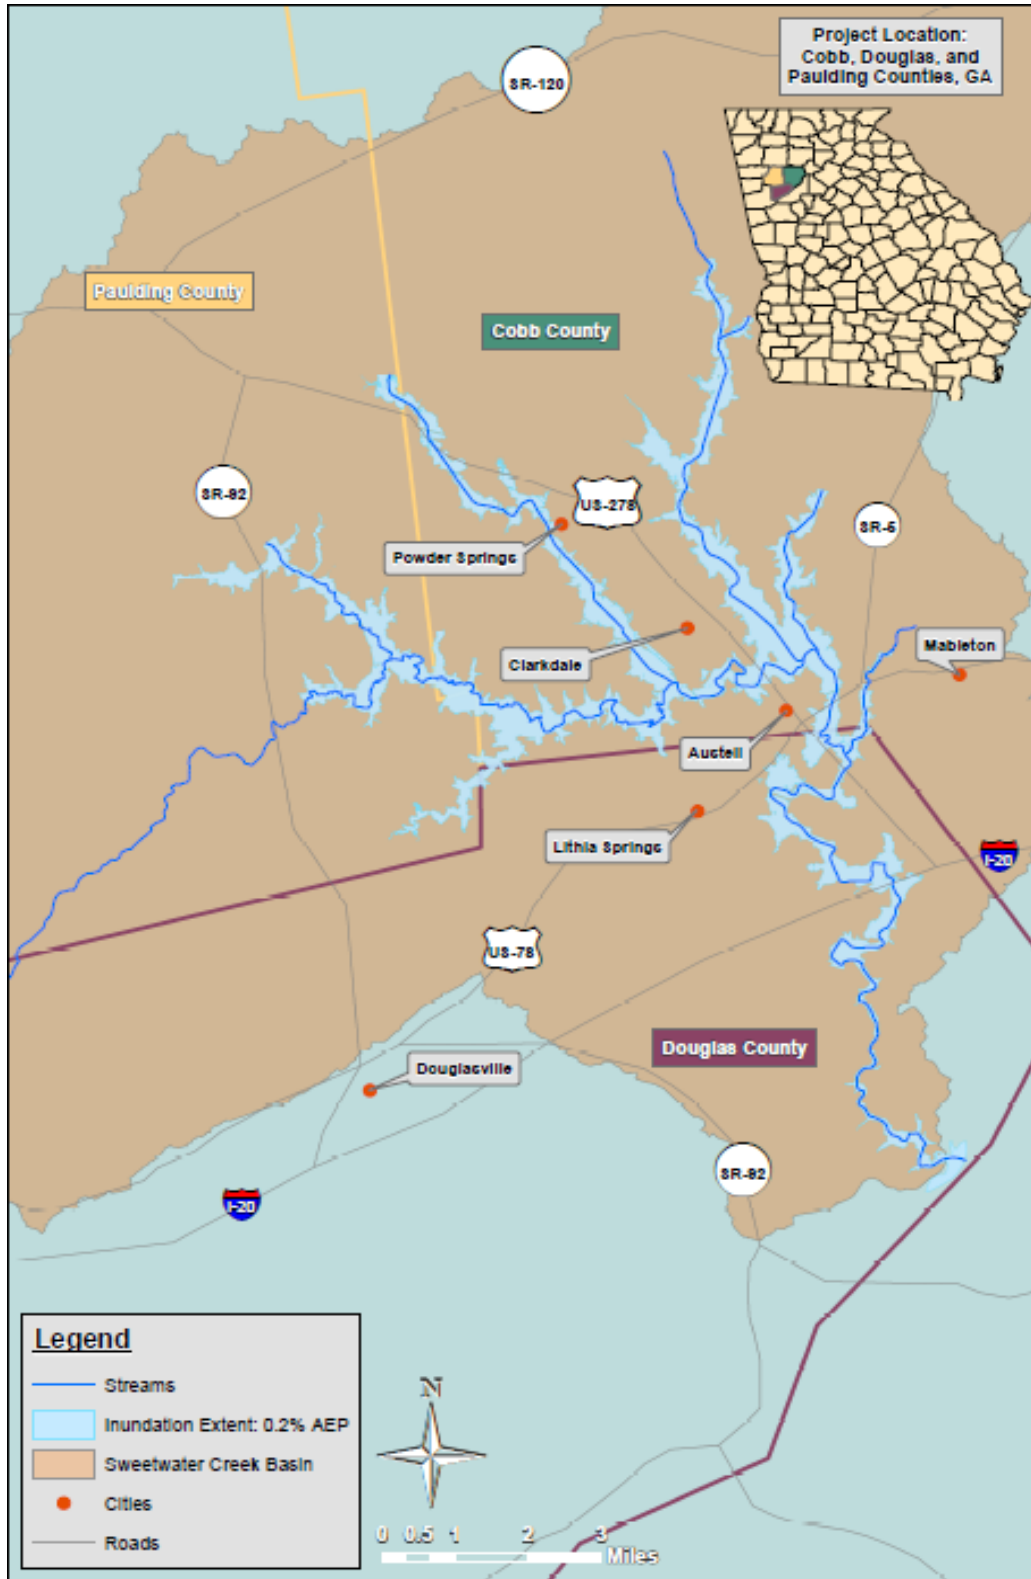 Project Location:
Cobb, Douglas, and
Paulding Counties, GA
SR-120
Paulding County
Cobb County
SR-92
US-278
SR-5
Powder Springs
Clarkdale
Mableton
Austell
Lithia Springs
I-20
US-78
Douglas County
Douglasville
SR-92
I-20
Legend
Streams
Inundation Extent: 0.2% AEP
Sweetwater Creek Basin
Cities
Roads
N
0 0.5 1 2 3
Miles